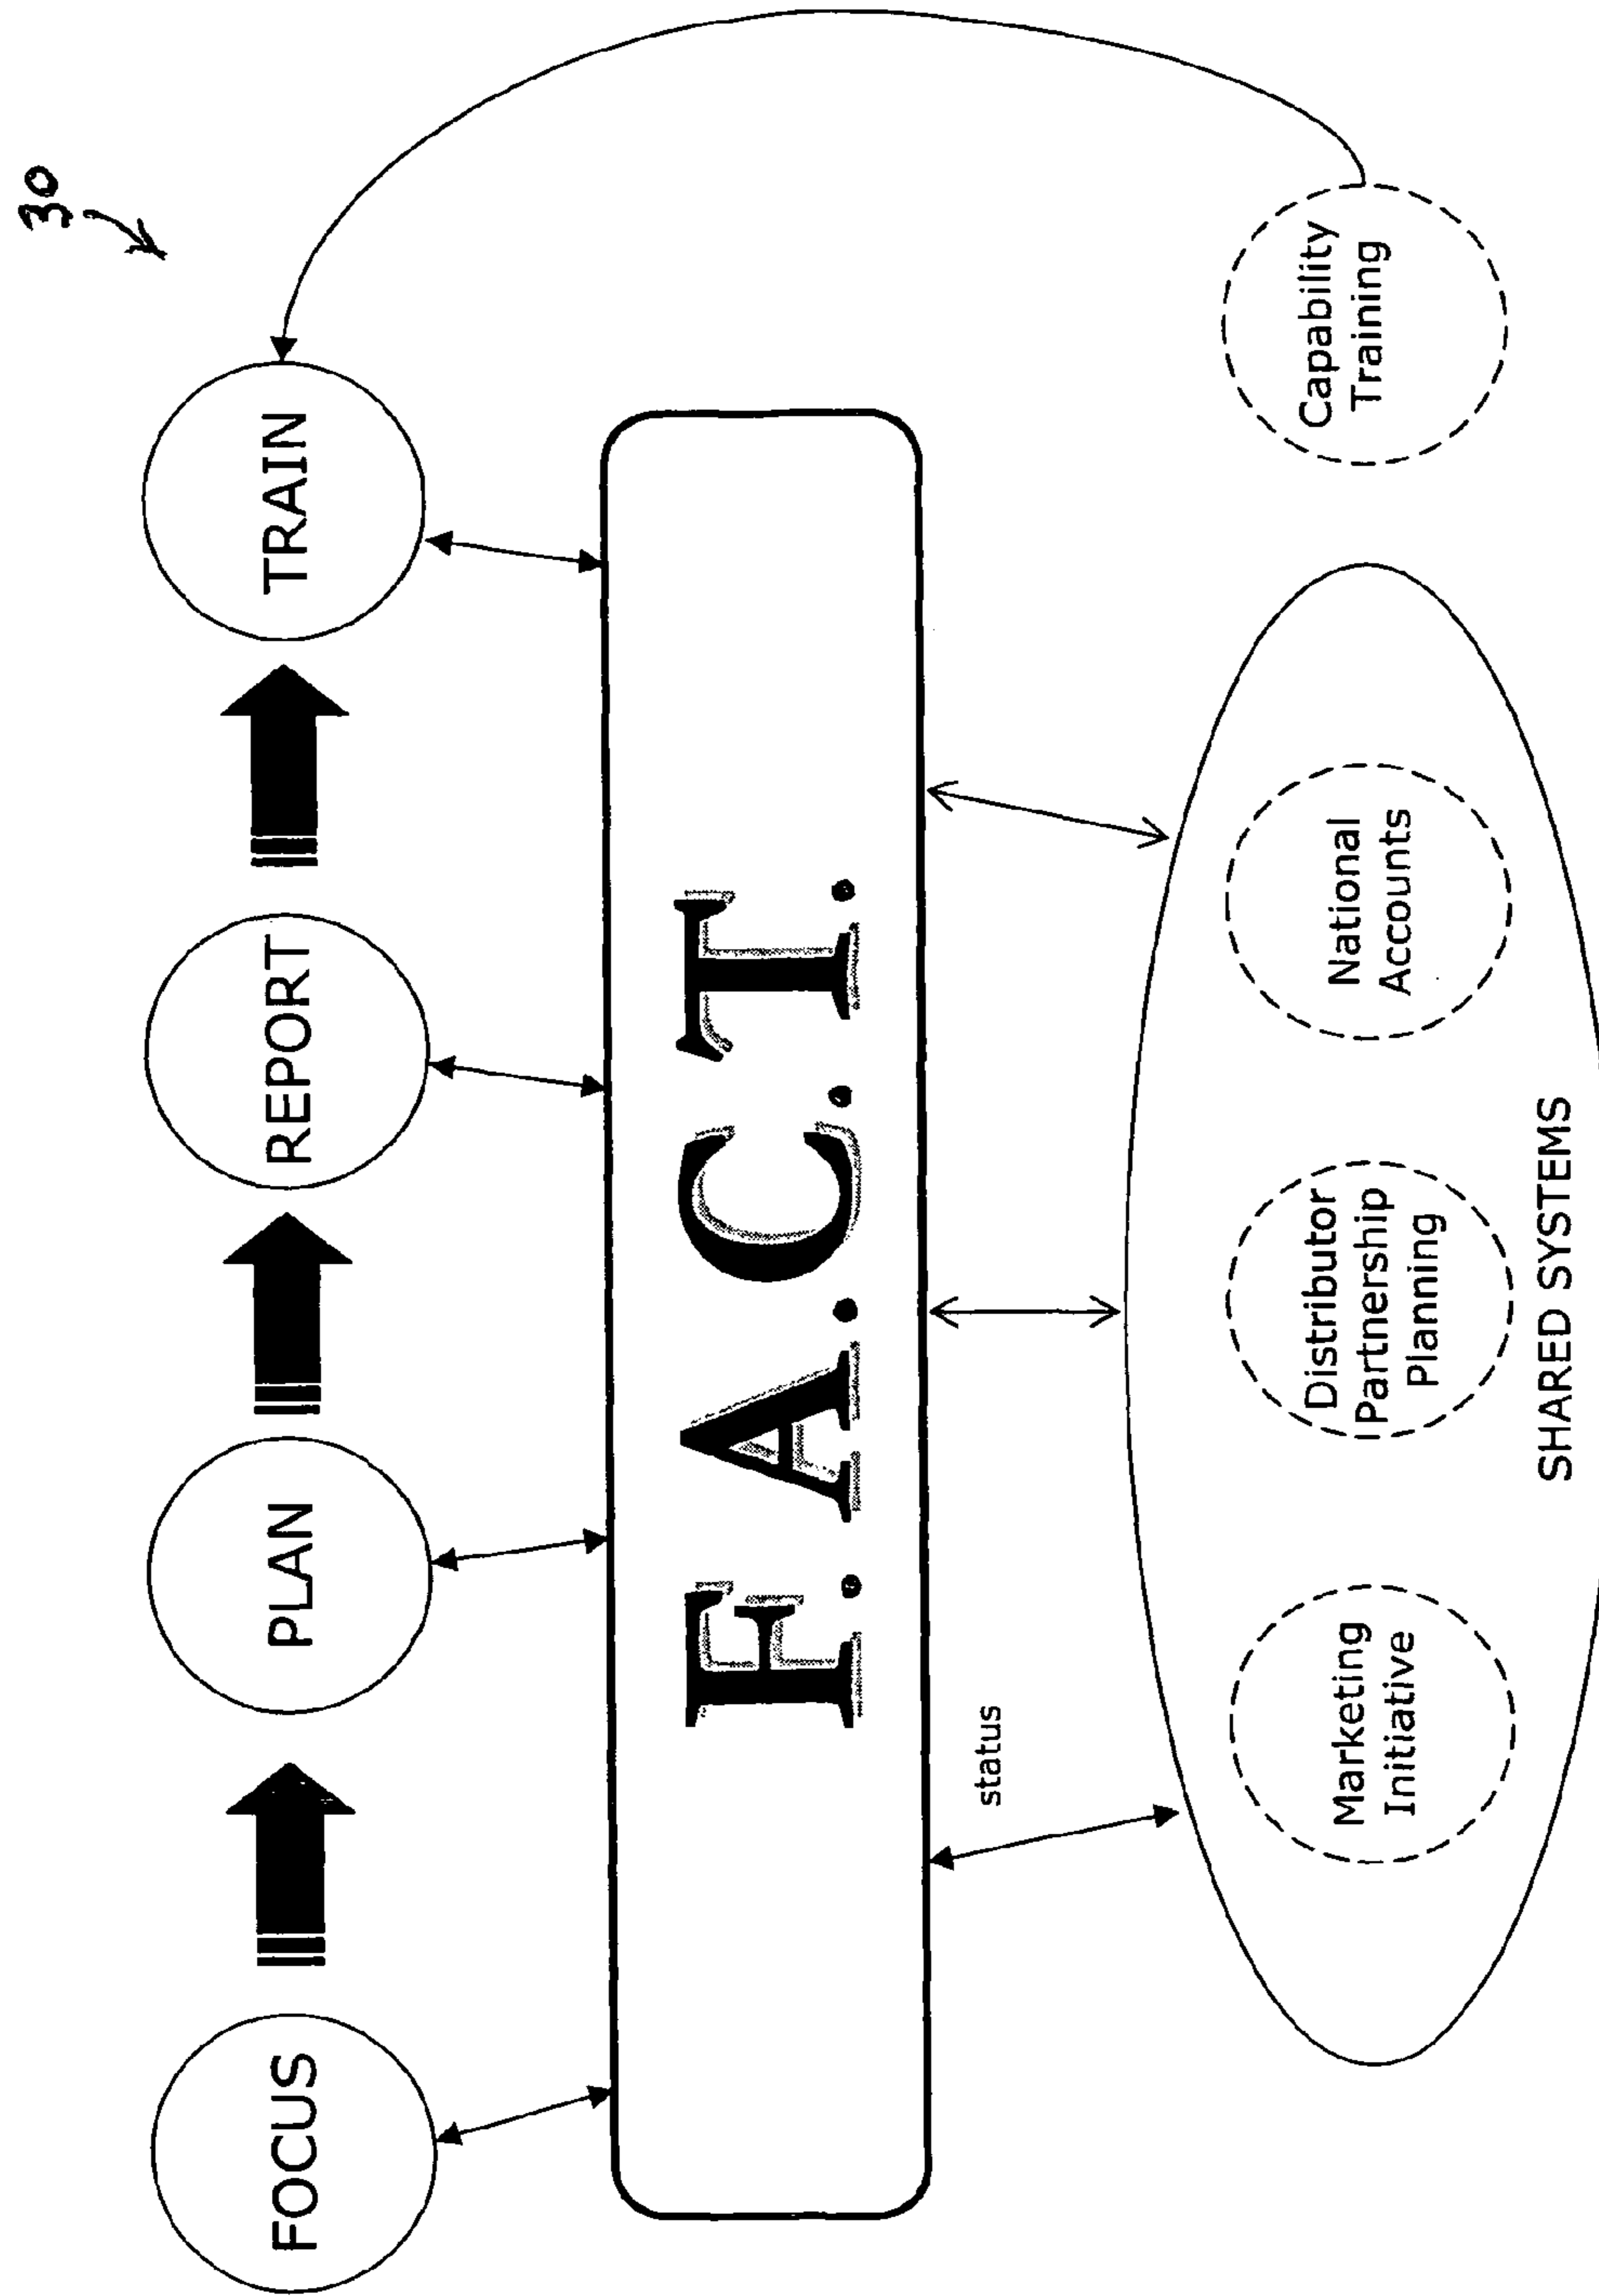 30
FOCUS
PLAN
REPORT
TRAIN
F.A.C.T.
status
Marketing
Initiative
Distributor
Partnership
Planning
National
Accounts
Capability
Training
SHARED SYSTEMS